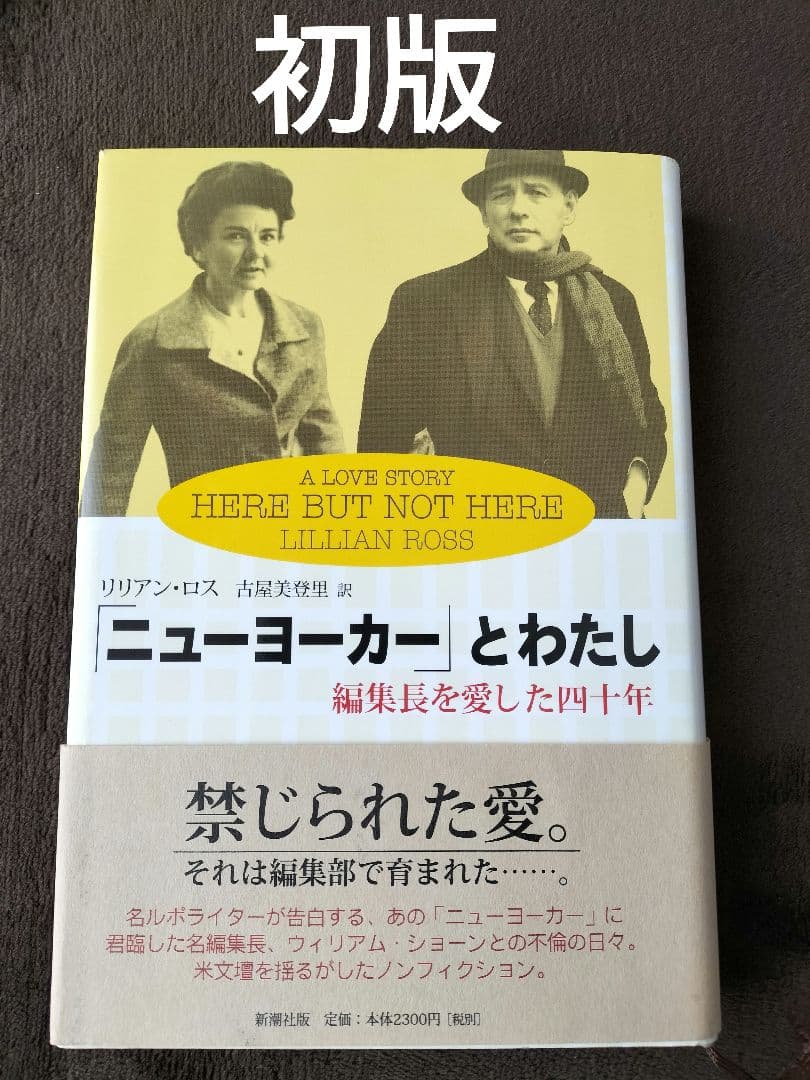 初版
A LOVE STORY
HERE BUT NOT HERE
LILLIAN ROSS
リリアン・ロス 古屋美登里 訳
「ニューヨーカー」とわたし
編集長を愛した四十年
禁じられた愛。
それは編集部で育まれた……。
名ルポライターが告白する、あの「ニューヨーカー」に
君臨した名編集長、ウィリアム・ショーンとの不倫の日々。
米文壇を揺るがしたノンフィクション。
新潮社版 定価：本体2300円［税別］